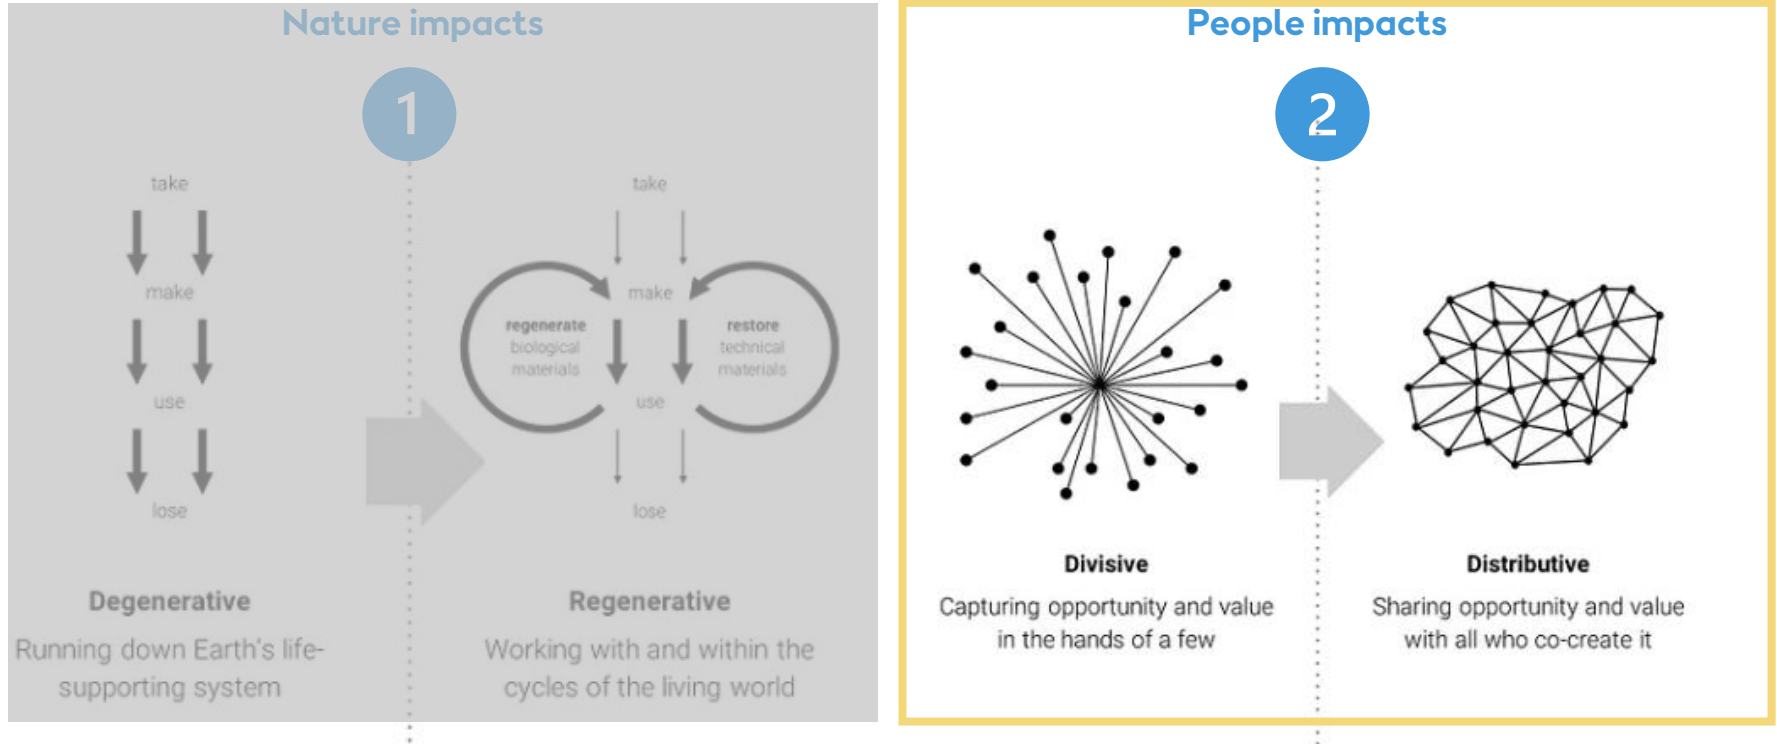 Nature impacts
1
take
make
use
lose
Degenerative
Running down Earth's life-
supporting system
take
make
regenerate
biological
materials
restore
technical
materials
use
lose
Regenerative
Working with and within the
cycles of the living world
People impacts
2
Divisive
Capturing opportunity and value
in the hands of a few
Distributive
Sharing opportunity and value
with all who co-create it